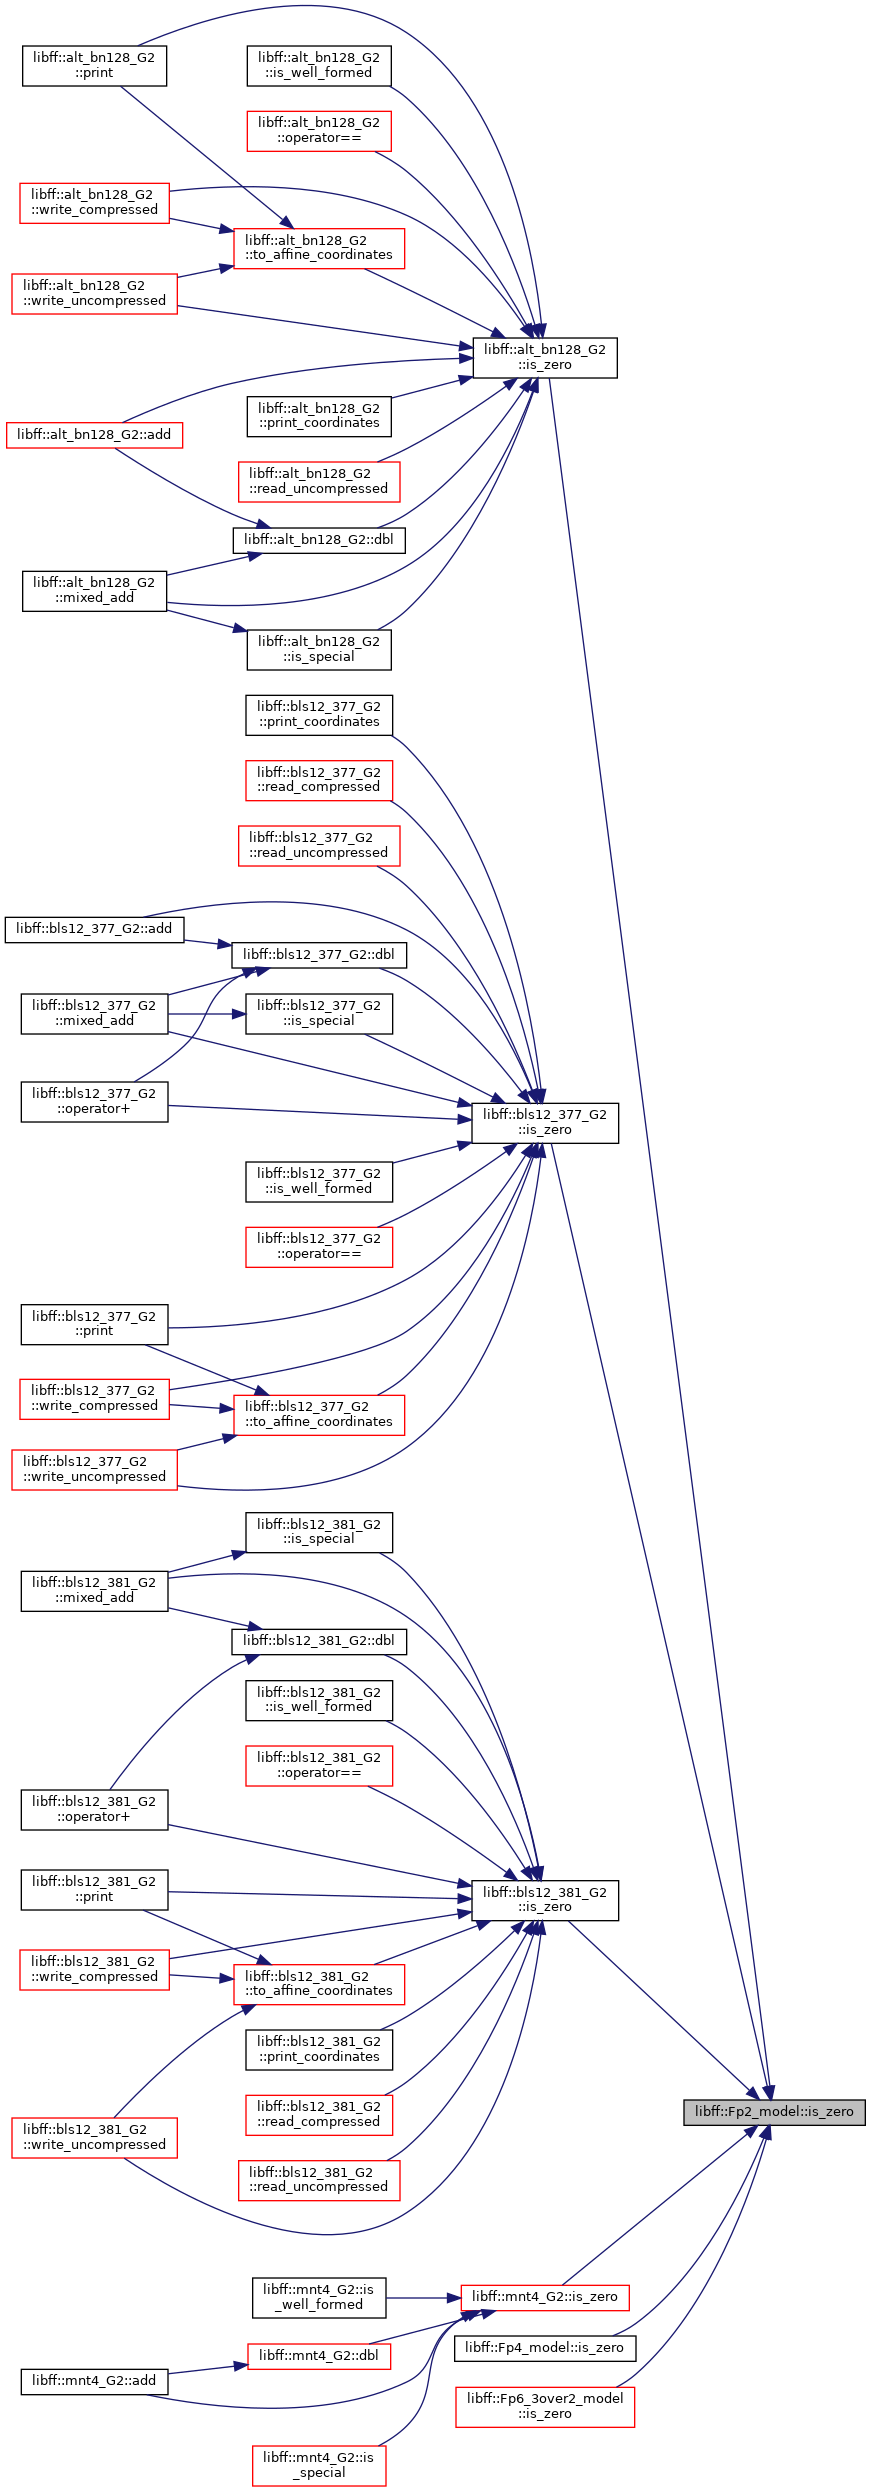 libff::alt_bn128_G2
::print
libff::alt_bn128_G2
::is_well_formed
libff::alt_bn128_G2
::operator==
libff::alt_bn128_G2
::write_compressed
libff::alt_bn128_G2
::to_affine_coordinates
libff::alt_bn128_G2
::write_uncompressed
libff::alt_bn128_G2
::is_zero
libff::alt_bn128_G2
::print_coordinates
libff::alt_bn128_G2::add
libff::alt_bn128_G2
::read_uncompressed
libff::alt_bn128_G2::dbl
libff::alt_bn128_G2
::mixed_add
libff::alt_bn128_G2
::is_special
libff::bls12_377_G2
::print_coordinates
libff::bls12_377_G2
::read_compressed
libff::bls12_377_G2
::read_uncompressed
libff::bls12_377_G2::add
libff::bls12_377_G2::dbl
libff::bls12_377_G2
::mixed_add
libff::bls12_377_G2
::is_special
libff::bls12_377_G2
::operator+
libff::bls12_377_G2
::is_zero
libff::bls12_377_G2
::is_well_formed
libff::bls12_377_G2
::operator==
libff::bls12_377_G2
::print
libff::bls12_377_G2
::write_compressed
libff::bls12_377_G2
::to_affine_coordinates
libff::bls12_377_G2
::write_uncompressed
libff::bls12_381_G2
::is_special
libff::bls12_381_G2
::mixed_add
libff::bls12_381_G2::dbl
libff::bls12_381_G2
::is_well_formed
libff::bls12_381_G2
::operator==
libff::bls12_381_G2
::operator+
libff::bls12_381_G2
::print
libff::bls12_381_G2
::is_zero
libff::bls12_381_G2
::write_compressed
libff::bls12_381_G2
::to_affine_coordinates
libff::bls12_381_G2
::print_coordinates
libff::bls12_381_G2
::read_compressed
libff::Fp2_model::is_zero
libff::bls12_381_G2
::write_uncompressed
libff::bls12_381_G2
::read_uncompressed
libff::mnt4_G2::is
_well_formed
libff::mnt4_G2::is_zero
libff::Fp4_model::is_zero
libff::mnt4_G2::dbl
libff::mnt4_G2::add
libff::Fp6_3over2_model
::is_zero
libff::mnt4_G2::is
_special